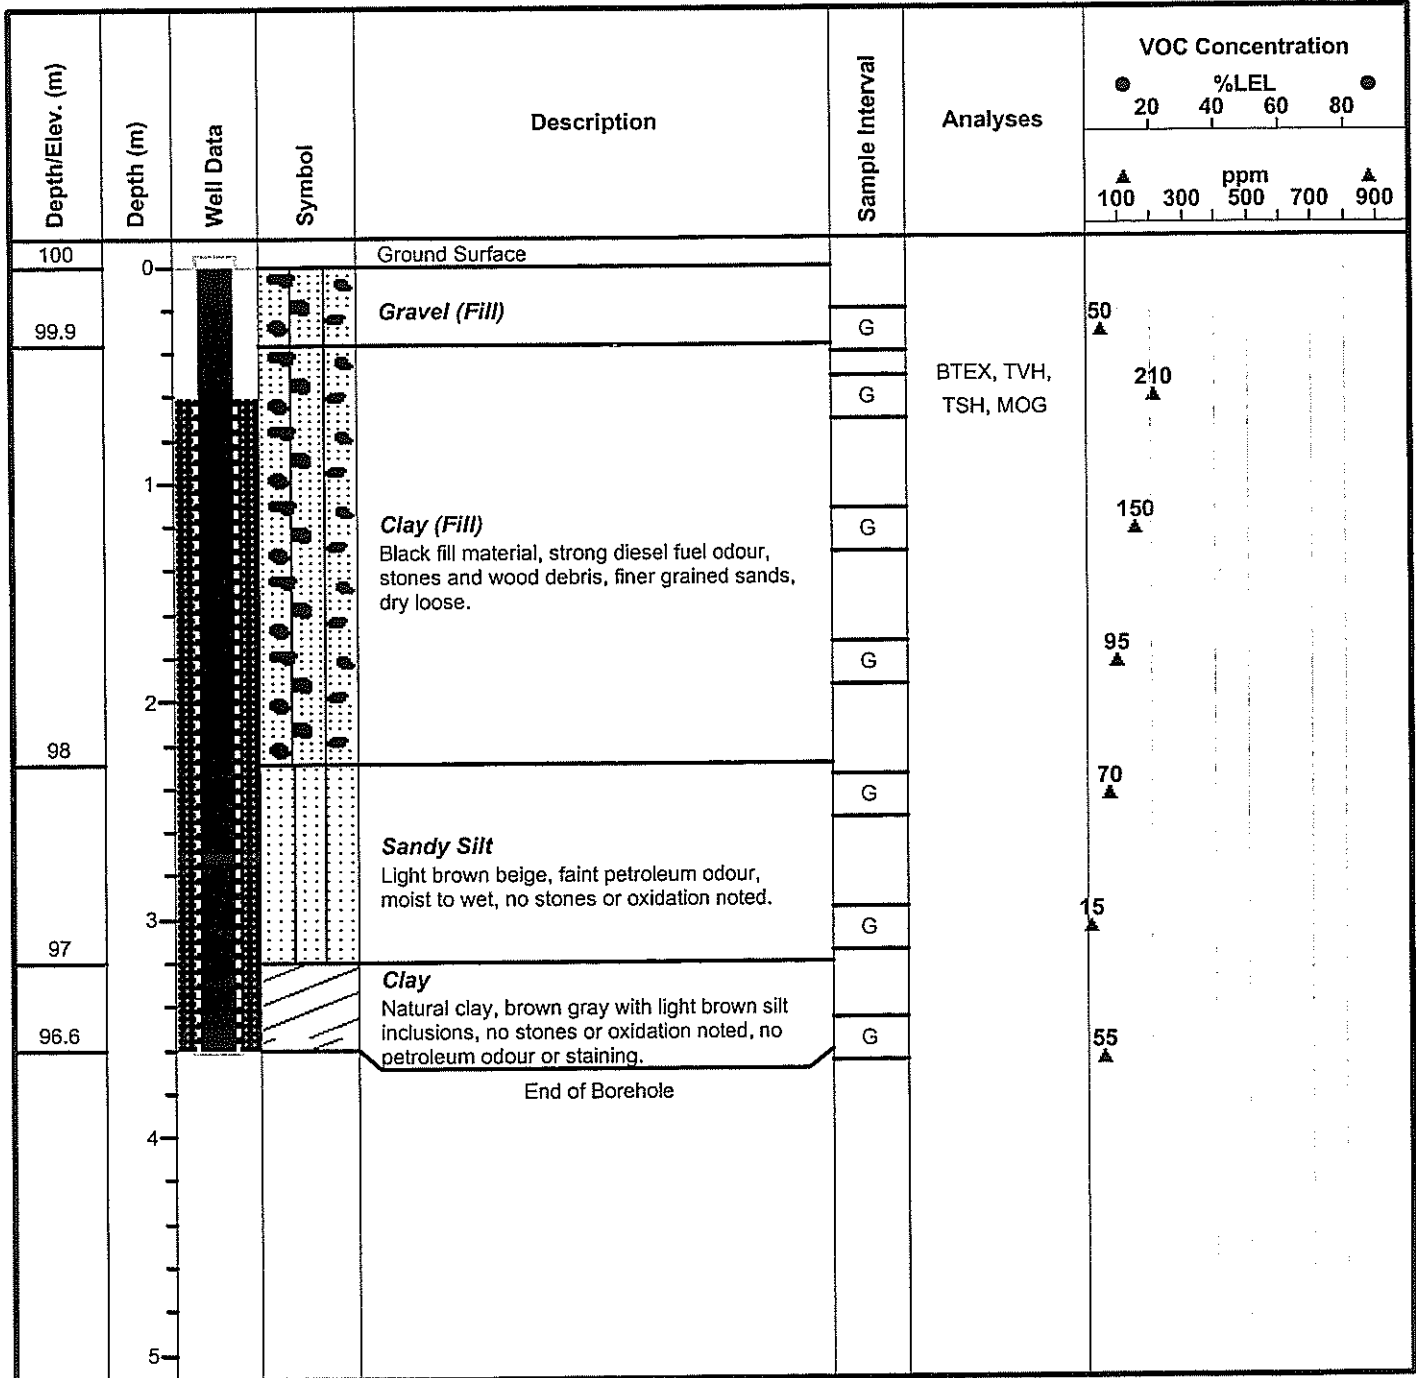 Depth/Elev. (m)
Depth (m)
Well Data
Symbol
Description
Sample Interval
Analyses
VOC Concentration
%LEL
20 40 60 80
ppm
100 300 500 700 900
100
0
Ground Surface
99.9
Gravel (Fill)
G
50
BTEX, TVH,
TSH, MOG
G
210
1
Clay (Fill)
Black fill material, strong diesel fuel odour,
stones and wood debris, finer grained sands,
dry loose.
G
150
G
95
2
98
G
70
Sandy Silt
Light brown beige, faint petroleum odour,
moist to wet, no stones or oxidation noted.
3
G
15
97
Clay
Natural clay, brown gray with light brown silt
inclusions, no stones or oxidation noted, no
petroleum odour or staining.
96.6
G
55
End of Borehole
4
5